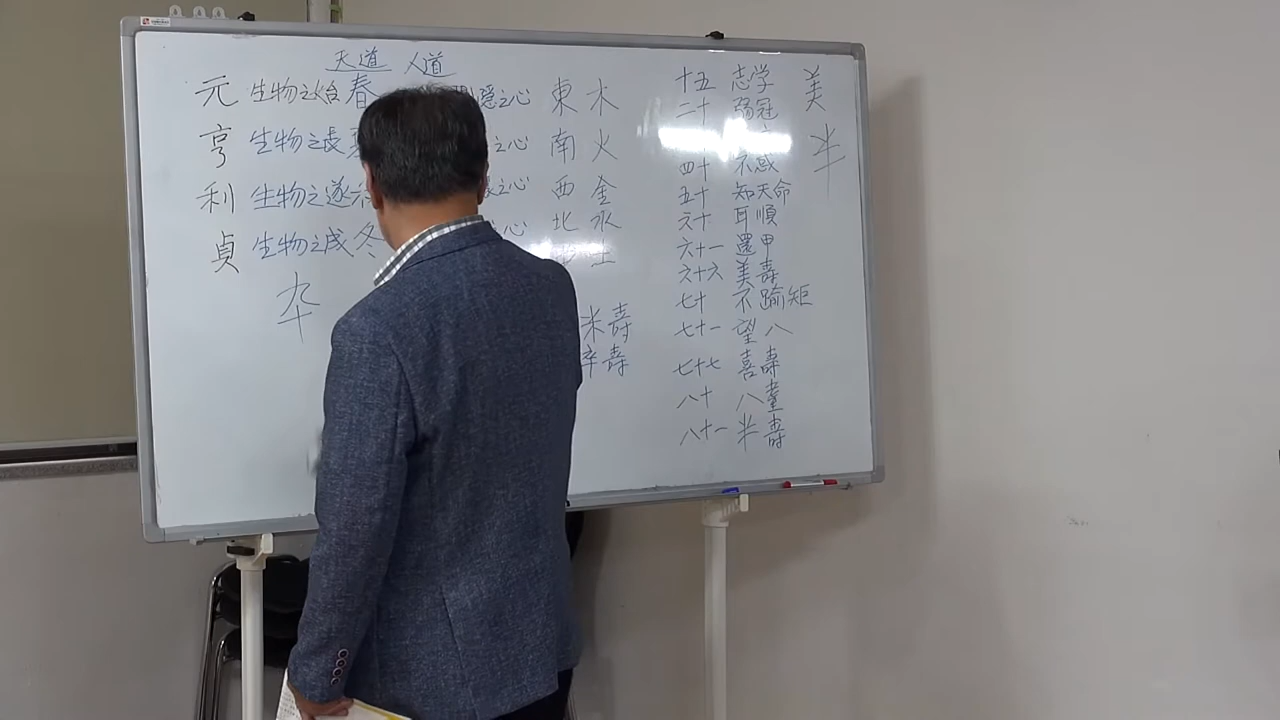 天道 人道
元 生物之始 春 隱之心 東 木
亨 生物之長 之心 南 火
利 生物之遂 之心 西 金
貞 生物之成 冬 心 北 水
土
卆
米壽
卒壽
十五 志学
二十 弱冠
四十 不惑
五十 知天命
六十 耳順
六十一 還甲
六十六 美壽
七十 不踰矩
七十一 望八
七十七 喜壽
八十 八耋
八十一 半壽
美
半